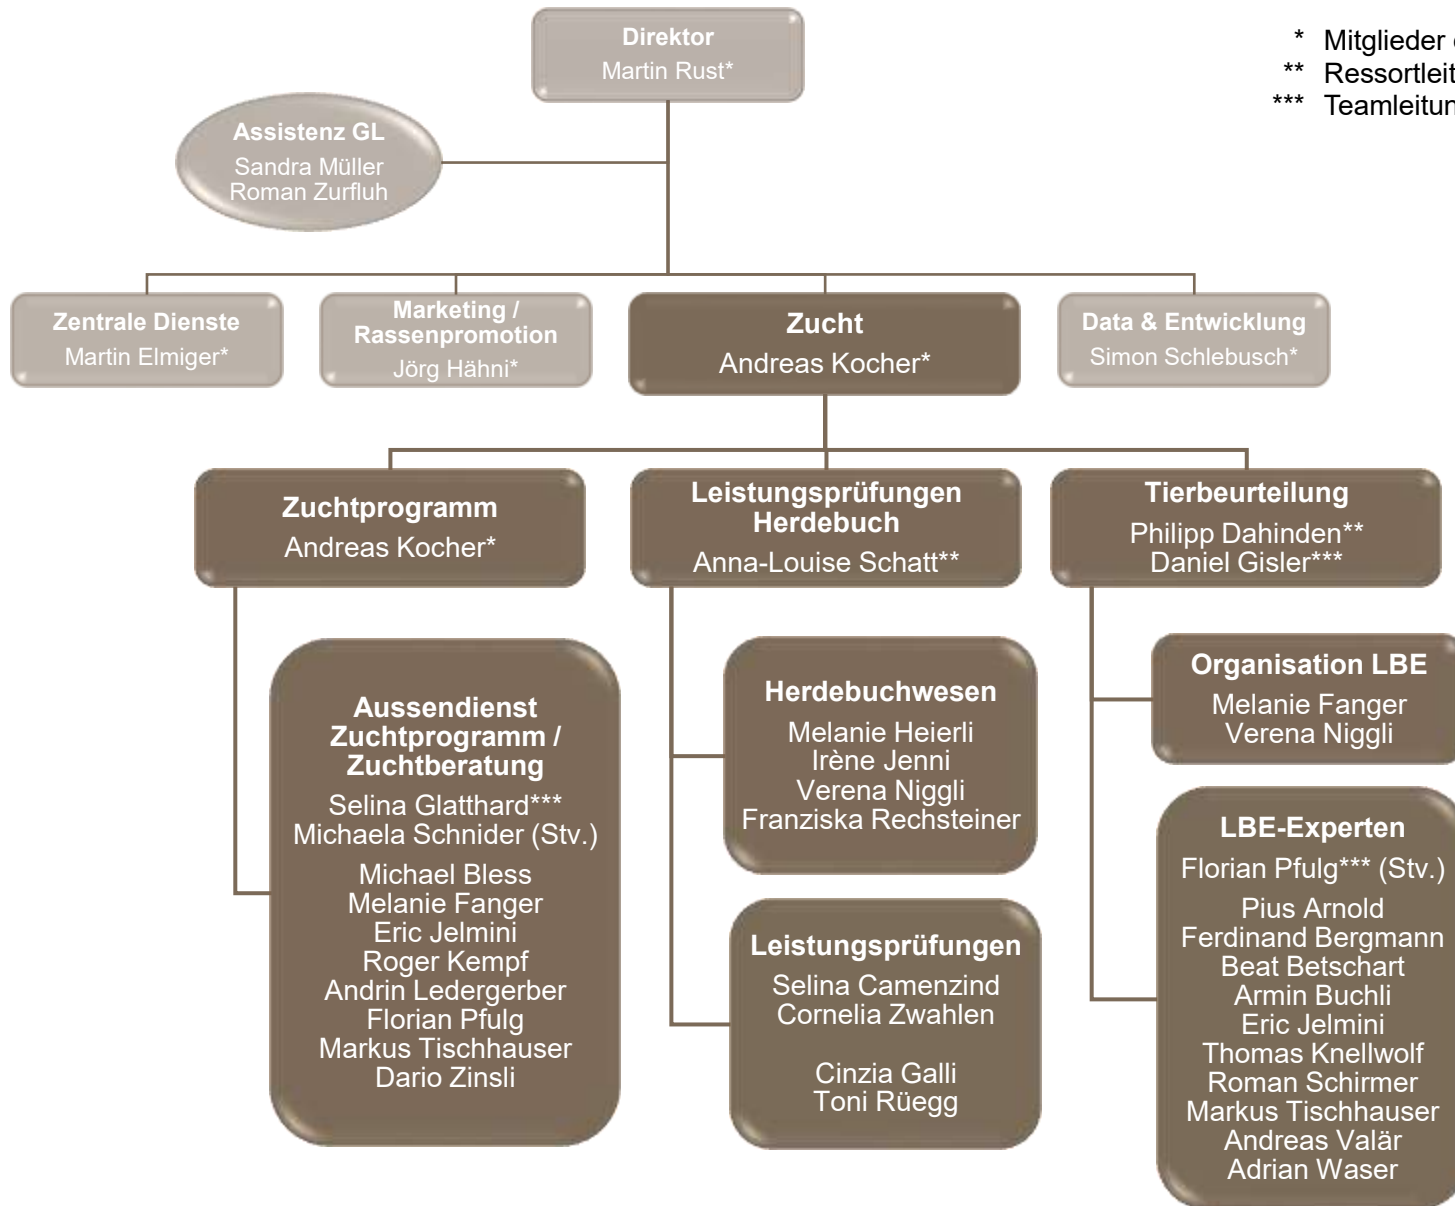 Direktor
Martin Rust*
* Mitglieder
** Ressortleit
*** Teamleitun
Assistenz GL
Sandra Müller
Roman Zurfluh
Zentrale Dienste
Martin Elmiger*
Marketing /
Rassenpromotion
Jörg Hähni*
Zucht
Andreas Kocher*
Data & Entwicklung
Simon Schlebusch*
Zuchtprogramm
Andreas Kocher*
Leistungsprüfungen
Herdebuch
Anna-Louise Schatt**
Tierbeurteilung
Philipp Dahinden**
Daniel Gisler***
Aussendienst
Zuchtprogramm /
Zuchtberatung
Selina Glatthard***
Michaela Schnider (Stv.)
Michael Bless
Melanie Fanger
Eric Jelmini
Roger Kempf
Andrin Ledergerber
Florian Pfulg
Markus Tischhauser
Dario Zinsli
Herdebuchwesen
Melanie Heierli
Irène Jenni
Verena Niggli
Franziska Rechsteiner
Leistungsprüfungen
Selina Camenzind
Cornelia Zwahlen
Cinzia Galli
Toni Rüegg
Organisation LBE
Melanie Fanger
Verena Niggli
LBE-Experten
Florian Pfulg*** (Stv.)
Pius Arnold
Ferdinand Bergmann
Beat Betschart
Armin Buchli
Eric Jelmini
Thomas Knellwolf
Roman Schirmer
Markus Tischhauser
Andreas Valär
Adrian Waser